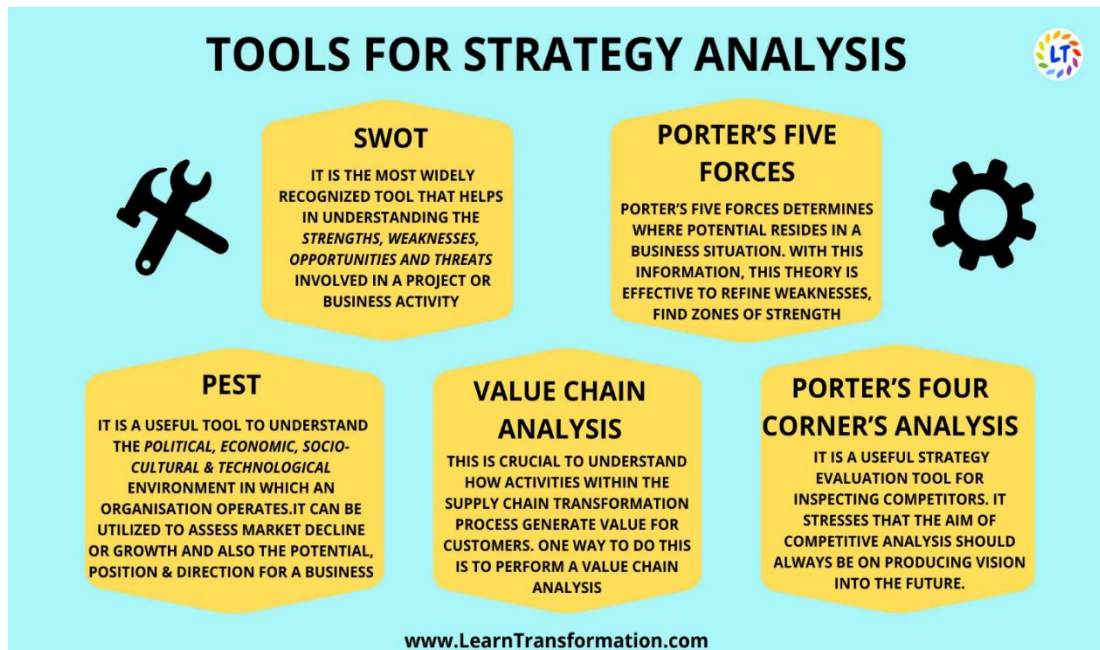 TOOLS FOR STRATEGY ANALYSIS
LT
SWOT
IT IS THE MOST WIDELY
RECOGNIZED TOOL THAT HELPS
IN UNDERSTANDING THE
STRENGTHS, WEAKNESSES,
OPPORTUNITIES AND THREATS
INVOLVED IN A PROJECT OR
BUSINESS ACTIVITY
PORTER'S FIVE
FORCES
PORTER'S FIVE FORCES DETERMINES
WHERE POTENTIAL RESIDES IN A
BUSINESS SITUATION. WITH THIS
INFORMATION, THIS THEORY IS
EFFECTIVE TO REFINE WEAKNESSES,
FIND ZONES OF STRENGTH
PEST
IT IS A USEFUL TOOL TO UNDERSTAND
THE POLITICAL, ECONOMIC, SOCIO-
CULTURAL & TECHNOLOGICAL
ENVIRONMENT IN WHICH AN
ORGANISATION OPERATES.IT CAN BE
UTILIZED TO ASSESS MARKET DECLINE
OR GROWTH AND ALSO THE POTENTIAL,
POSITION & DIRECTION FOR A BUSINESS
VALUE CHAIN
ANALYSIS
THIS IS CRUCIAL TO UNDERSTAND
HOW ACTIVITIES WITHIN THE
SUPPLY CHAIN TRANSFORMATION
PROCESS GENERATE VALUE FOR
CUSTOMERS. ONE WAY TO DO THIS
IS TO PERFORM A VALUE CHAIN
ANALYSIS
PORTER'S FOUR
CORNER'S ANALYSIS
IT IS A USEFUL STRATEGY
EVALUATION TOOL FOR
INSPECTING COMPETITORS. IT
STRESSES THAT THE AIM OF
COMPETITIVE ANALYSIS SHOULD
ALWAYS BE ON PRODUCING VISION
INTO THE FUTURE.
www.LearnTransformation.com